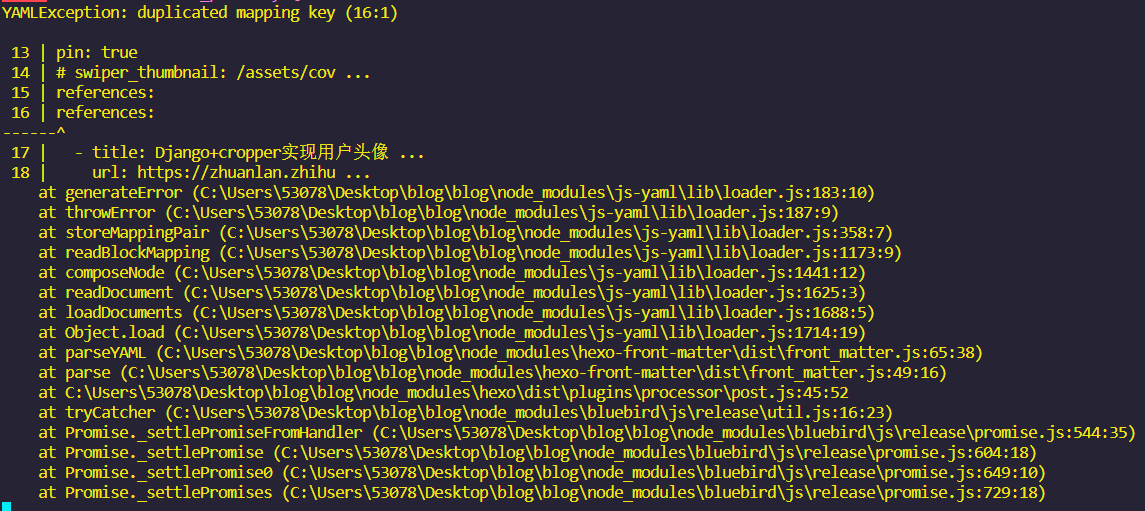 YAMLException: duplicated mapping key (16:1)
13 | pin: true
14 | # swiper_thumbnail: /assets/cov ...
15 | references:
16 | references:
------^
17 |   - title: Django+cropper实现用户头像 ...
18 |     url: https://zhuanlan.zhihu ...
at generateError (C:\Users\53078\Desktop\blog\blog\node_modules\js-yaml\lib\loader.js:183:10)
at throwError (C:\Users\53078\Desktop\blog\blog\node_modules\js-yaml\lib\loader.js:187:9)
at storeMappingPair (C:\Users\53078\Desktop\blog\blog\node_modules\js-yaml\lib\loader.js:358:7)
at readBlockMapping (C:\Users\53078\Desktop\blog\blog\node_modules\js-yaml\lib\loader.js:1173:9)
at composeNode (C:\Users\53078\Desktop\blog\blog\node_modules\js-yaml\lib\loader.js:1441:12)
at readDocument (C:\Users\53078\Desktop\blog\blog\node_modules\js-yaml\lib\loader.js:1625:3)
at loadDocuments (C:\Users\53078\Desktop\blog\blog\node_modules\js-yaml\lib\loader.js:1688:5)
at Object.load (C:\Users\53078\Desktop\blog\blog\node_modules\js-yaml\lib\loader.js:1714:19)
at parseYAML (C:\Users\53078\Desktop\blog\blog\node_modules\hexo-front-matter\dist\front_matter.js:65:38)
at parse (C:\Users\53078\Desktop\blog\blog\node_modules\hexo-front-matter\dist\front_matter.js:49:16)
at C:\Users\53078\Desktop\blog\blog\node_modules\hexo\dist\plugins\processor\post.js:45:52
at tryCatcher (C:\Users\53078\Desktop\blog\blog\node_modules\bluebird\js\release\util.js:16:23)
at Promise._settlePromiseFromHandler (C:\Users\53078\Desktop\blog\blog\node_modules\bluebird\js\release\promise.js:544:35)
at Promise._settlePromise (C:\Users\53078\Desktop\blog\blog\node_modules\bluebird\js\release\promise.js:604:18)
at Promise._settlePromise0 (C:\Users\53078\Desktop\blog\blog\node_modules\bluebird\js\release\promise.js:649:10)
at Promise._settlePromises (C:\Users\53078\Desktop\blog\blog\node_modules\bluebird\js\release\promise.js:729:18)